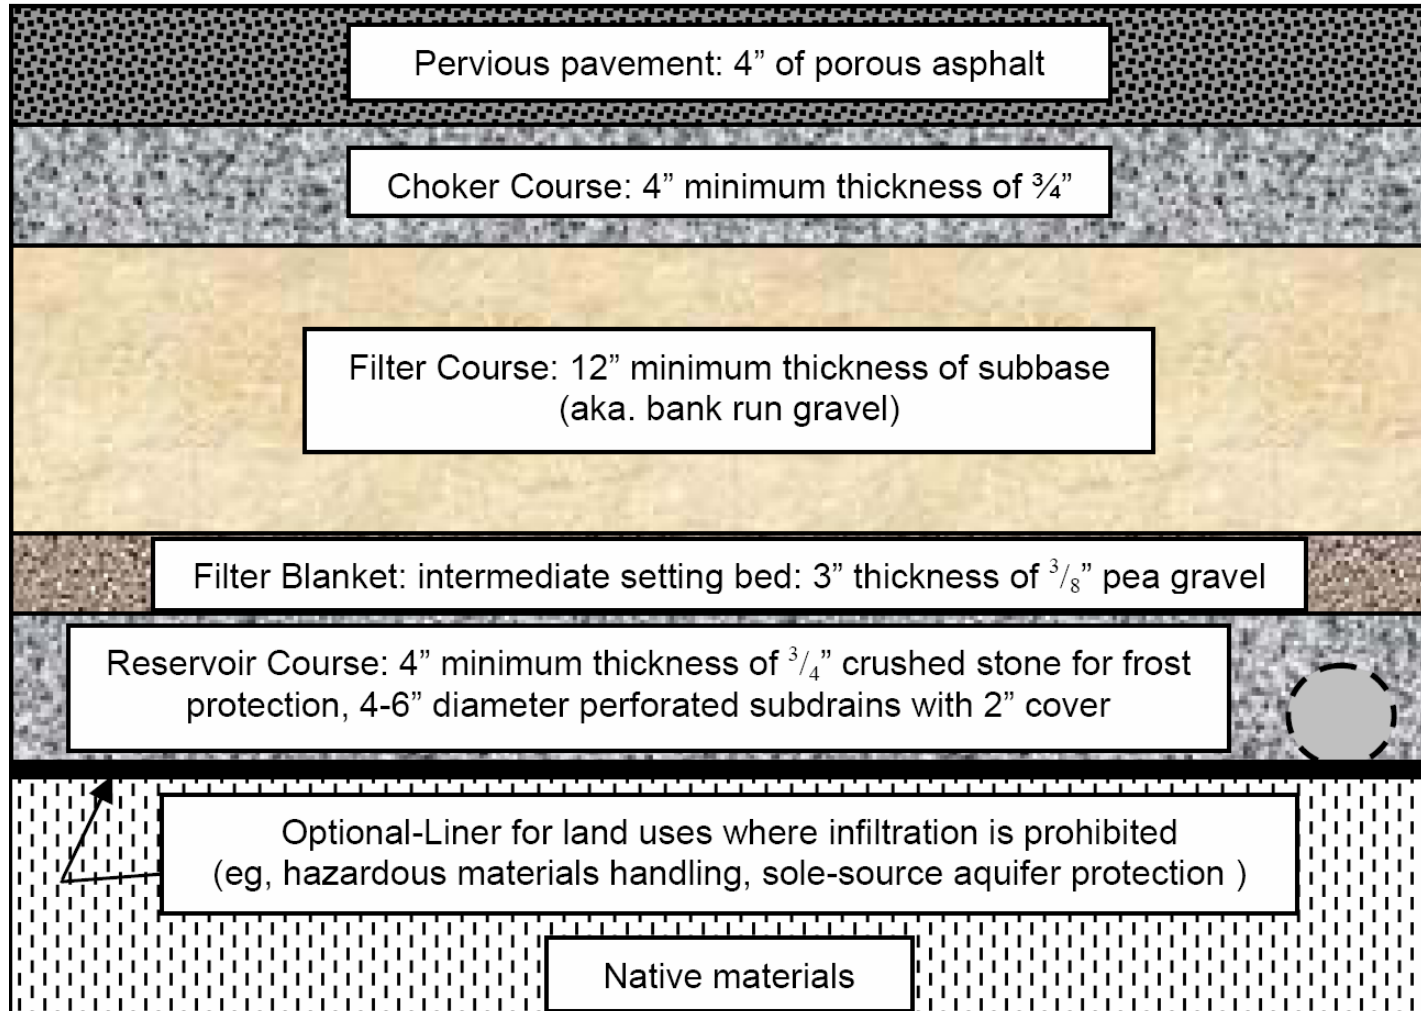 Pervious pavement: 4” of porous asphalt
Choker Course: 4” minimum thickness of ¾”
Filter Course: 12” minimum thickness of subbase
(aka. bank run gravel)
Filter Blanket: intermediate setting bed: 3” thickness of 3/8” pea gravel
Reservoir Course: 4” minimum thickness of 3/4” crushed stone for frost
protection, 4-6” diameter perforated subdrains with 2” cover
Optional-Liner for land uses where infiltration is prohibited
(eg, hazardous materials handling, sole-source aquifer protection )
Native materials